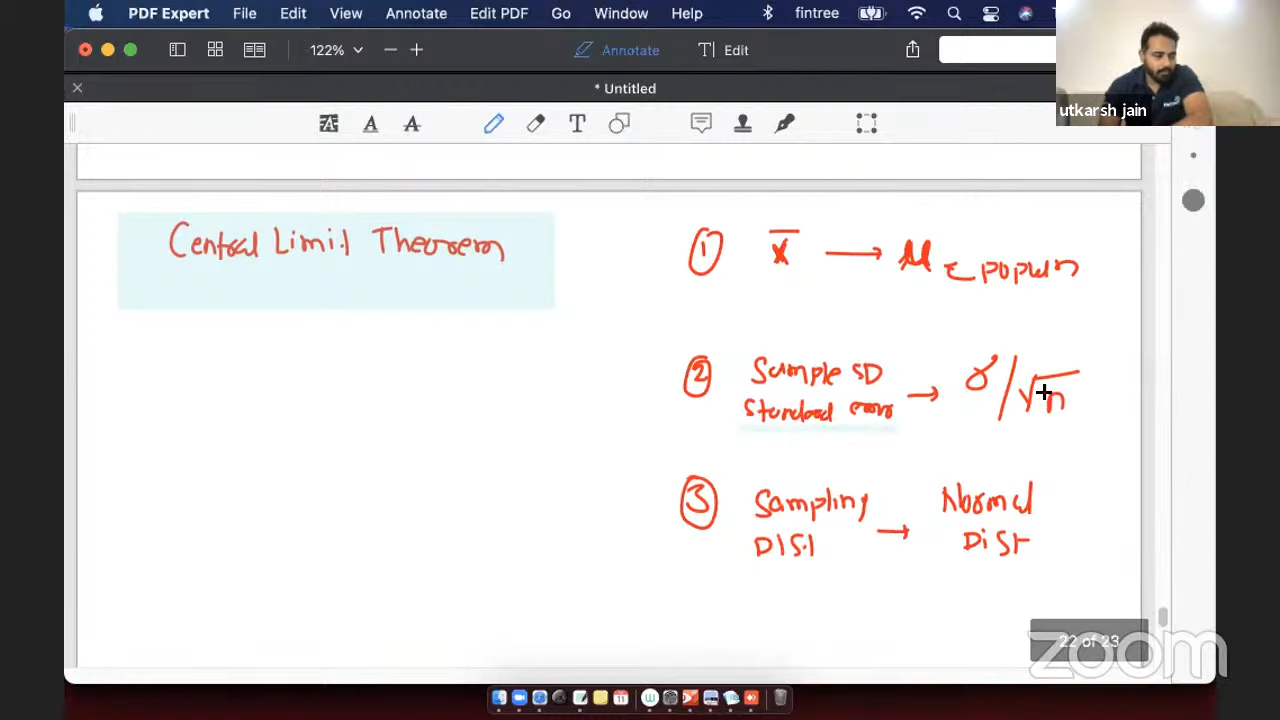 PDF Expert File Edit View Annotate Edit PDF Go Window Help fintree
122% Annotate T Edit
* Untitled
utkarsh jain
Central Limit Theorem
① x̄ → μ populn
② Sample SD
Standard error → σ/√n
③ Sampling Normal
Dist → Dist
22 of 23
zoom